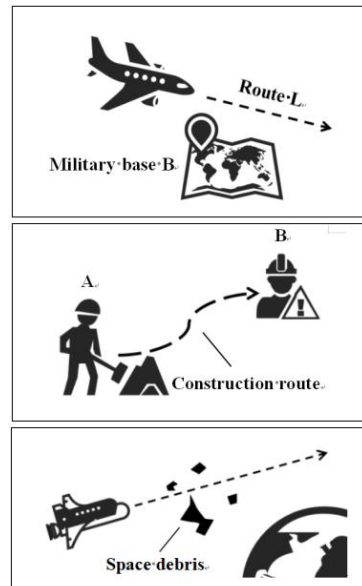 Route L
Military base B
B
A
Construction route
Space debris